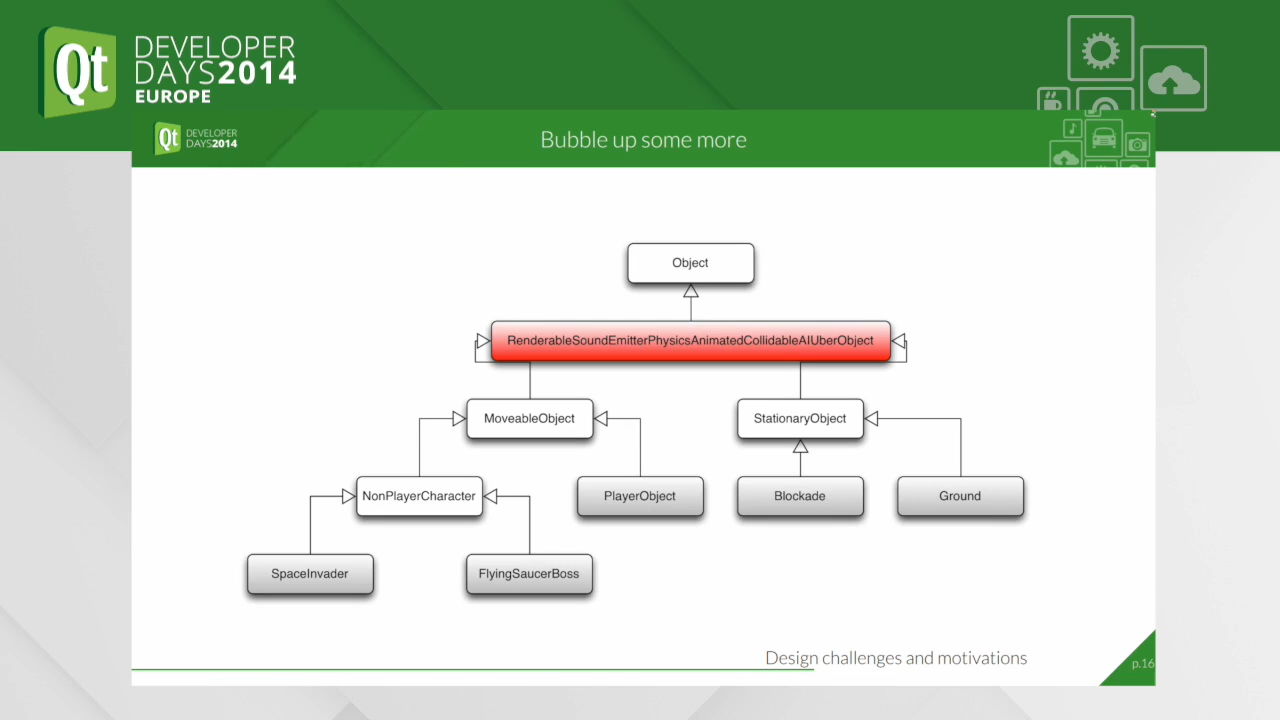 Qt
DEVELOPER
DAYS2014
EUROPE
Qt
DEVELOPER
DAYS2014
Bubble up some more
Object
RenderableSoundEmitterPhysicsAnimatedCollidableAIUberObject
MoveableObject
StationaryObject
NonPlayerCharacter
PlayerObject
Blockade
Ground
SpaceInvader
FlyingSaucerBoss
Design challenges and motivations
p.16